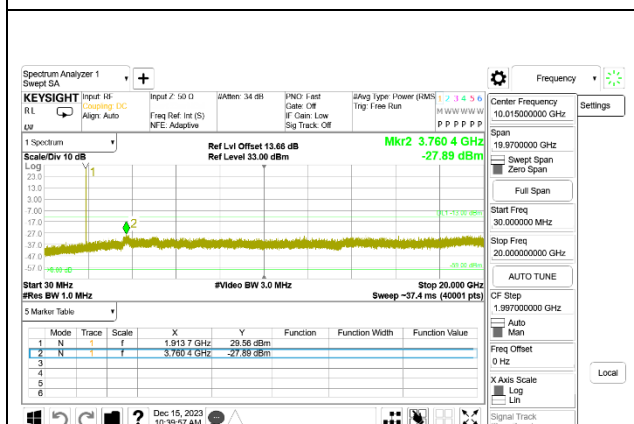 Spectrum Analyzer 1
Swept SA
Frequency
KEYSIGHT
RL
Input: RF
Coupling: DC
Align: Auto
Input Z: 50 Ω
Freq Ref: Int (S)
NFE: Adaptive
#Atten: 34 dB
PNO: Fast
Gate: Off
IF Gain: Low
Sig Track: Off
#Avg Type: Power (RMS
Trig: Free Run
1 2 3 4 5 6
M W W W W W
P P P P P P
Center Frequency
10.015000000 GHz
Settings
1 Spectrum
Scale/Div 10 dB
Ref Lvl Offset 13.66 dB
Ref Level 33.00 dBm
Mkr2 3.760 4 GHz
-27.89 dBm
Log
23.0
13.0
3.00
-7.00
-17.0
-27.0
-37.0
-47.0
-57.0
1
2
Start 30 MHz
#Res BW 1.0 MHz
#Video BW 3.0 MHz
Stop 20.000 GHz
Sweep ~37.4 ms (40001 pts)
Span
19.9700000 GHz
Swept Span
Zero Span
Full Span
Start Freq
30.000000 MHz
Stop Freq
20.000000000 GHz
AUTO TUNE
CF Step
1.997000000 GHz
Auto
Man
Freq Offset
0 Hz
X Axis Scale
Log
Lin
Signal Track
Local
5 Marker Table
Mode Trace Scale X Y Function Function Width Function Value
1 N 1 f 1.913 7 GHz 29.56 dBm
2 N 1 f 3.760 4 GHz -27.89 dBm
3
4
5
6
Dec 15, 2023
10:39:57 AM